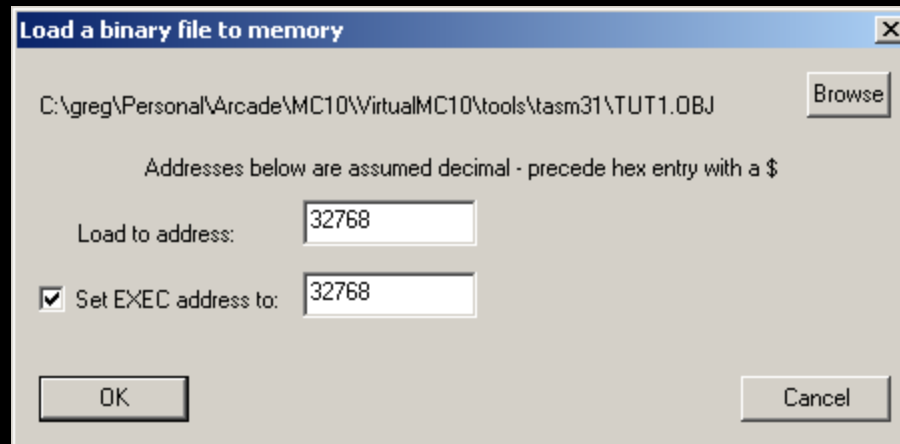 Load a binary file to memory
C:\greg\Personal\Arcade\MC10\VirtualMC10\tools\tasm31\TUT1.OBJ
Browse
Addresses below are assumed decimal - precede hex entry with a $
Load to address: 32768
Set EXEC address to: 32768
OK Cancel